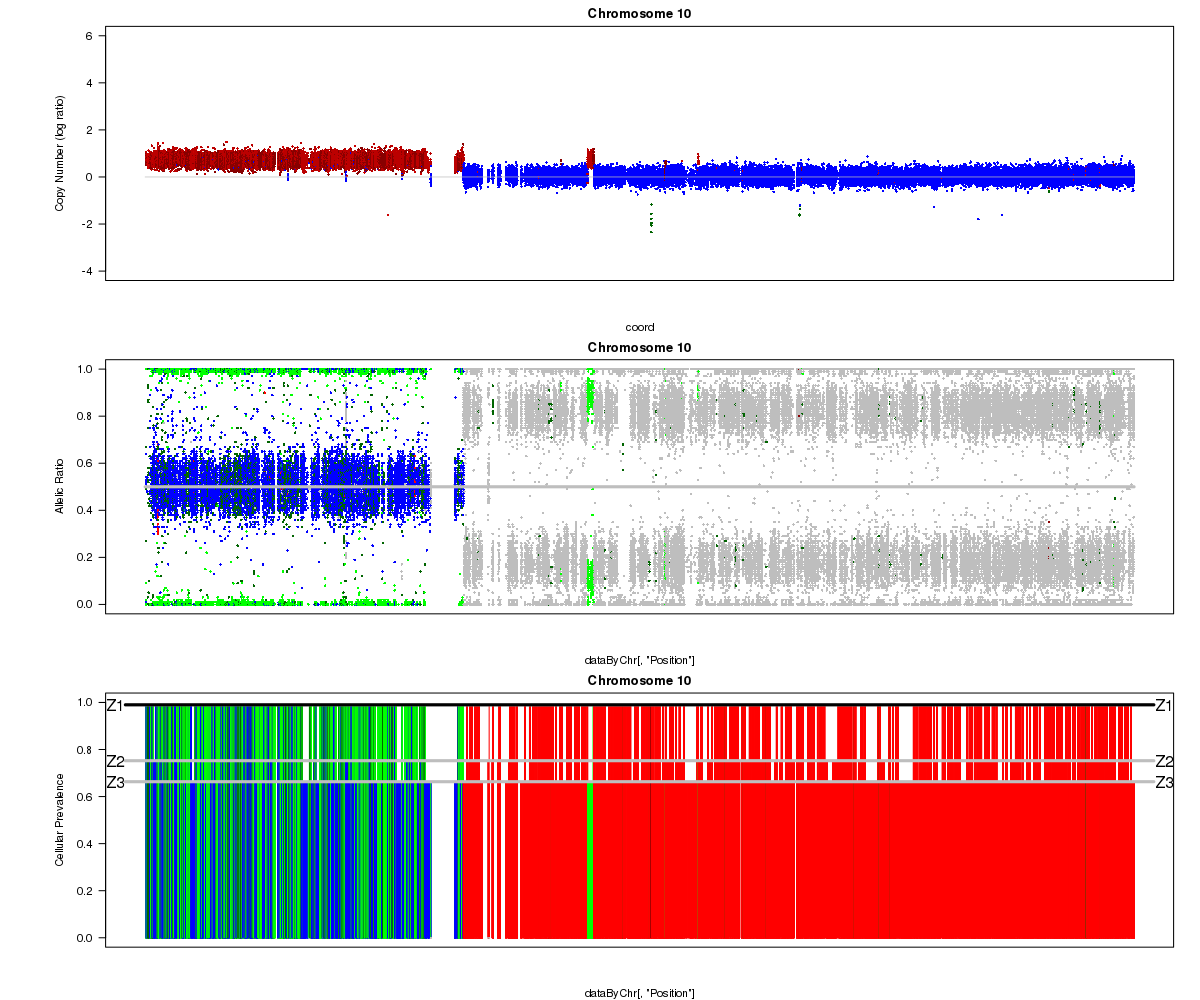 Chromosome 10
6
4
2
0
-2
-4
Copy Number (log ratio)
coord
Chromosome 10
1.0
0.8
0.6
0.4
0.2
0.0
Allelic Ratio
dataByChr[, "Position"]
Chromosome 10
1.0
0.8
0.6
0.4
0.2
0.0
Cellular Prevalence
Z1
Z2
Z3
Z1
Z2
Z3
dataByChr[, "Position"]